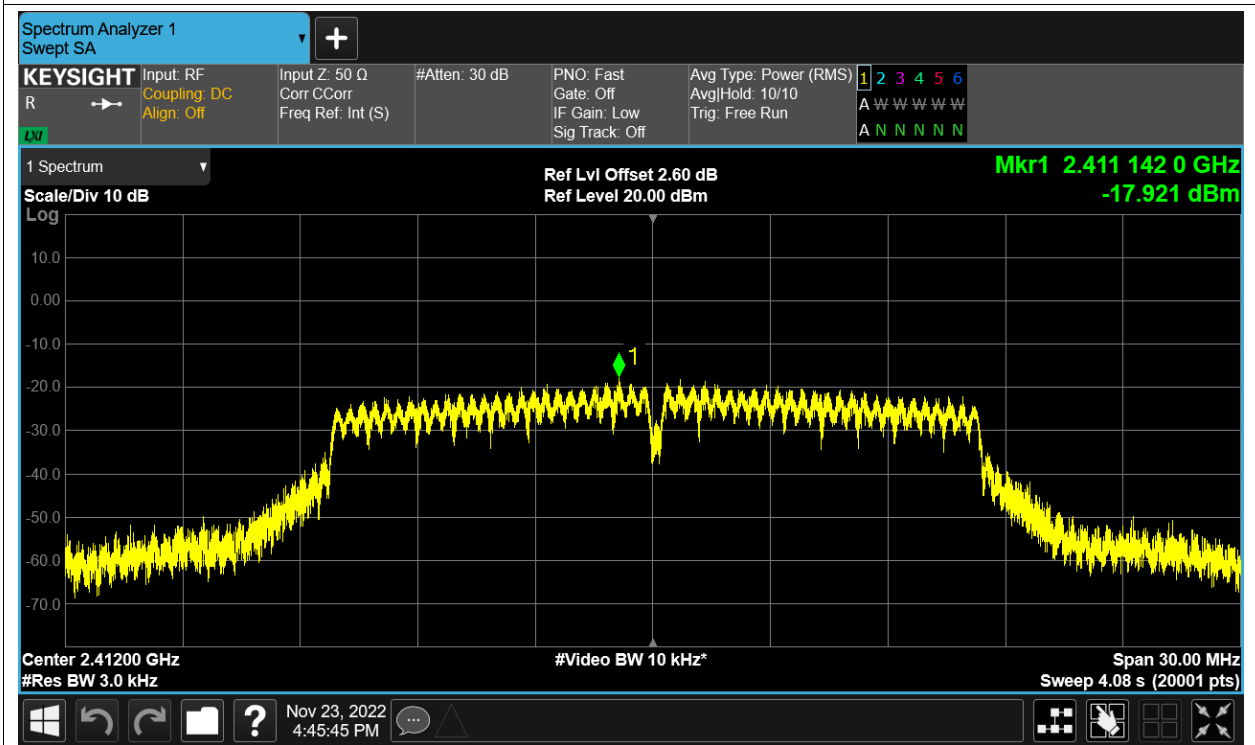 Spectrum Analyzer 1
Swept SA
KEYSIGHT
R
LXI
Input: RF
Coupling: DC
Align: Off
Input Z: 50 Ω
Corr CCorr
Freq Ref: Int (S)
#Atten: 30 dB
PNO: Fast
Gate: Off
IF Gain: Low
Sig Track: Off
Avg Type: Power (RMS)
Avg|Hold: 10/10
Trig: Free Run
1 2 3 4 5 6
A W W W W W
A N N N N N
1 Spectrum
Scale/Div 10 dB
Log
Ref Lvl Offset 2.60 dB
Ref Level 20.00 dBm
Mkr1 2.411 142 0 GHz
-17.921 dBm
10.0
0.00
-10.0
1
-20.0
-30.0
-40.0
-50.0
-60.0
-70.0
Center 2.41200 GHz
#Video BW 10 kHz*
Span 30.00 MHz
#Res BW 3.0 kHz
Sweep 4.08 s (20001 pts)
?
Nov 23, 2022
4:45:45 PM